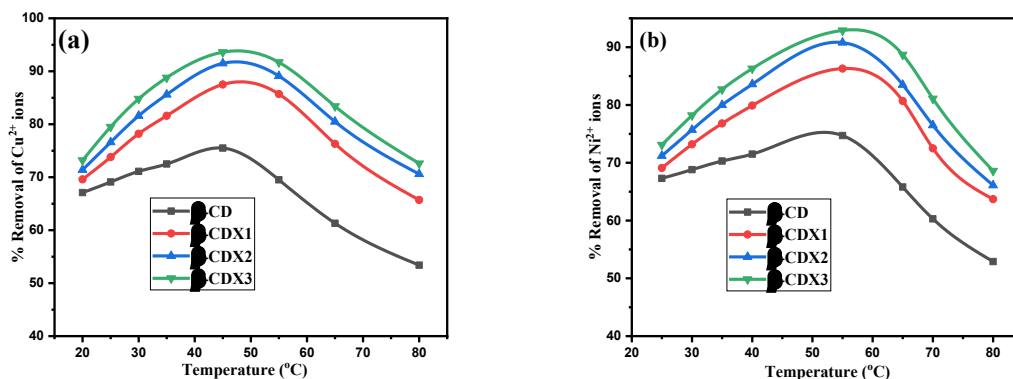 (a)
100
90
80
70
60
50
40
% Removal of Cu²⁺ ions
β-CD
β-CDX1
β-CDX2
β-CDX3
20 30 40 50 60 70 80
Temperature (°C)
(b)
90
80
70
60
50
40
% Removal of Ni²⁺ ions
β-CD
β-CDX1
β-CDX2
β-CDX3
20 30 40 50 60 70 80
Temperature (°C)